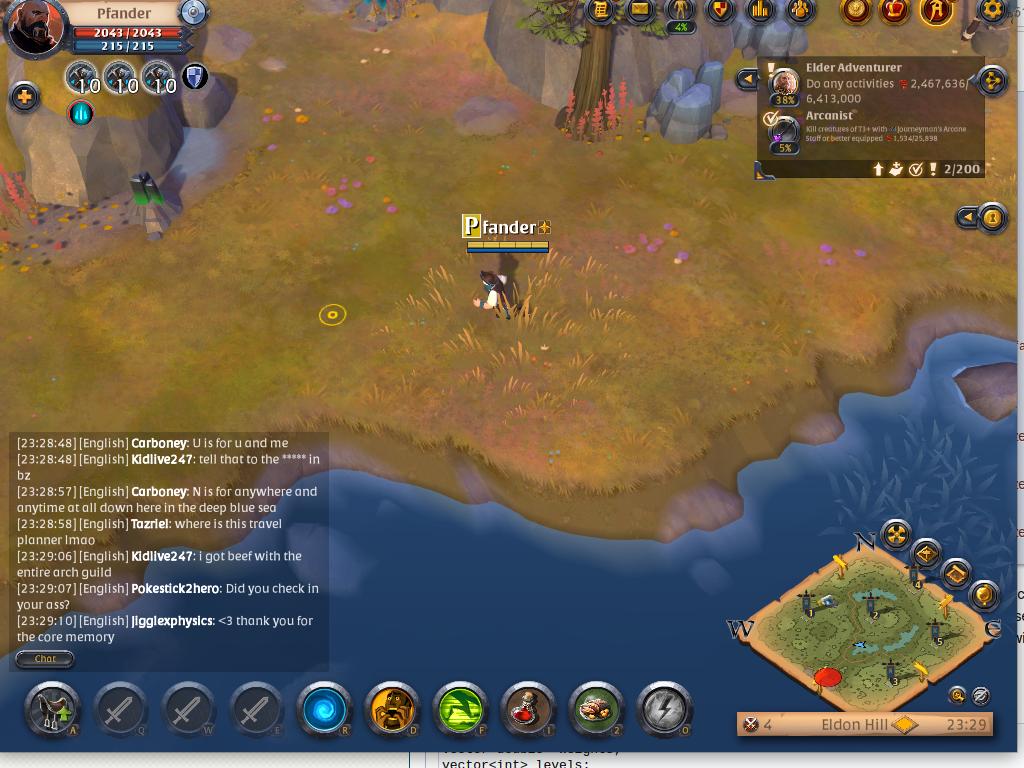 Pfander
2043 / 2043
215 / 215
10
10
10
4%
Elder Adventurer
Do any activities 2,467,636/
6,413,000
38%
Arcanist
Kill creatures of T3+ with Journeyman's Arcane
Staff or better equipped 1,534/25,898
5%
2/200
Pfander
[23:28:48] [English] Carboney: U is for u and me
[23:28:48] [English] Kidlive247: tell that to the ***** in
bz
[23:28:57] [English] Carboney: N is for anywhere and
anytime at all down here in the deep blue sea
[23:28:58] [English] Tazriel: where is this travel
planner lmao
[23:29:06] [English] Kidlive247: i got beef with the
entire arch guild
[23:29:07] [English] Pokestick2hero: Did you check in
your ass?
[23:29:10] [English] Jigglexphysics: <3 thank you for
the core memory
Chat
A
Q
W
E
R
D
F
1
2
O
N
W
E
1
2
3
4
5
4
Eldon Hill
23:29
vector<int> levels;